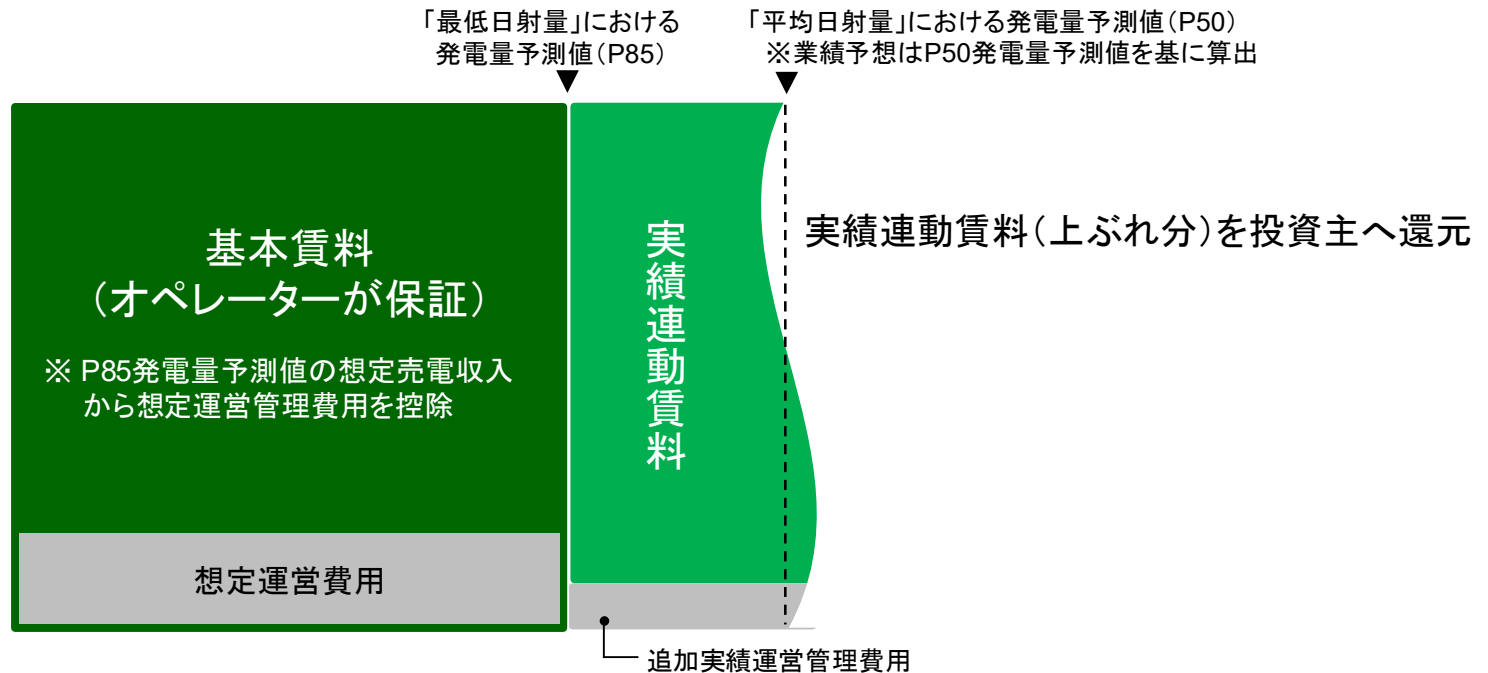 「最低日射量」における
発電量予測値（P85）
「平均日射量」における発電量予測値（P50）
※業績予想はP50発電量予測値を基に算出
基本賃料
（オペレーターが保証）
※ P85発電量予測値の想定売電収入
から想定運営管理費用を控除
想定運営費用
実績連動賃料
実績連動賃料（上ぶれ分）を投資主へ還元
追加実績運営管理費用